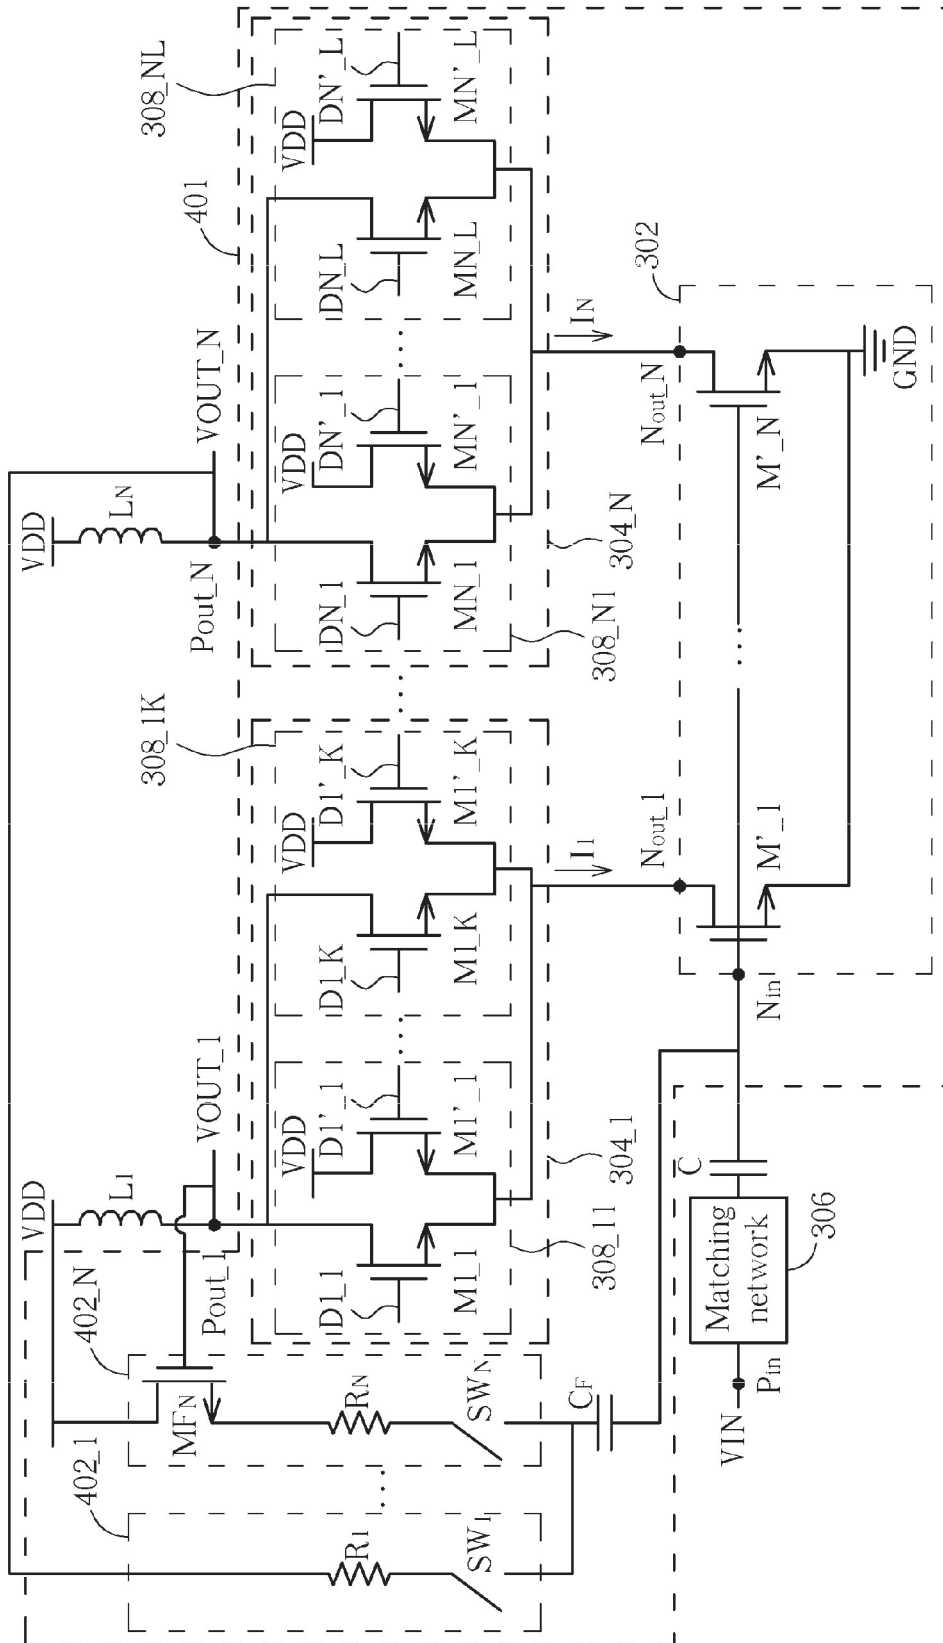 308_NL
401
VDD
DN'_L
MN'_L
DN_L
MN_L
VOUT_N
VDD
LN
Pout_N
VDD
DN'_1
MN'_1
DN_1
MN_1
304_N
308_N1
IN
302
Nout_N
M'_N
GND
308_1K
VDD
D1'_K
M1'_K
D1_K
M1_K
I1
Nout_1
M'_1
Nin
VOUT_1
VDD
L1
Pout_1
VDD
D1'_1
M1'_1
D1_1
M1_1
304_1
308_11
402_N
MFN
RN
SWN
CF
402_1
R1
SW1
C
Matching
network
306
Pin
VIN